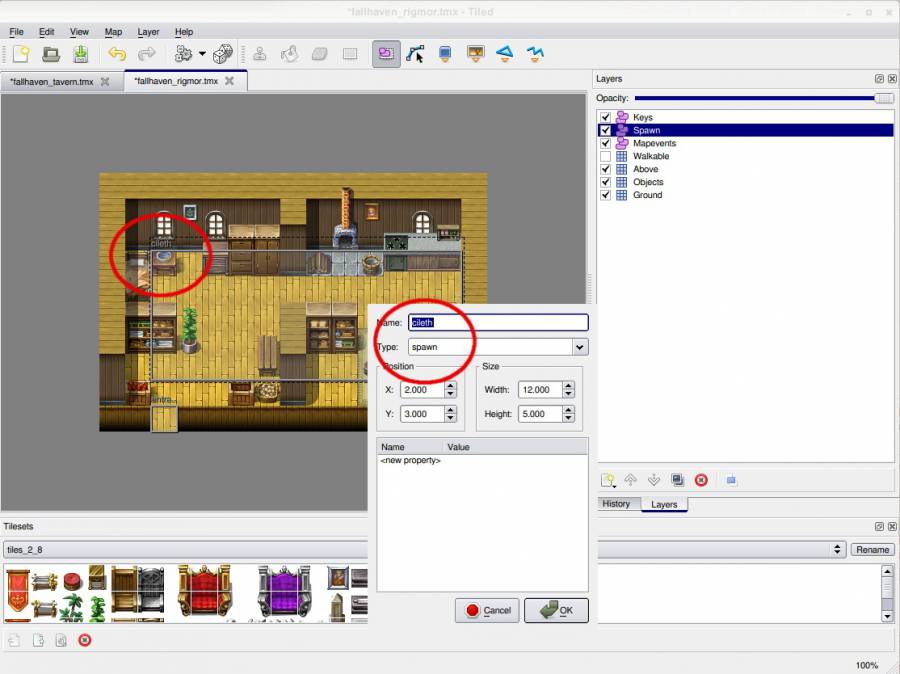 *fallhaven_rigmor.tmx - Tiled
File Edit View Map Layer Help
*fallhaven_tavern.tmx *fallhaven_rigmor.tmx
Layers
Opacity:
Keys
Spawn
Mapevents
Walkable
Above
Objects
Ground
cileth
Name: cileth
Type: spawn
Position Size
X: 2.000 Width: 12.000
Y: 3.000 Height: 5.000
Name Value
<new property>
Cancel OK
History Layers
Tilesets
tiles_2_8 Rename
100%